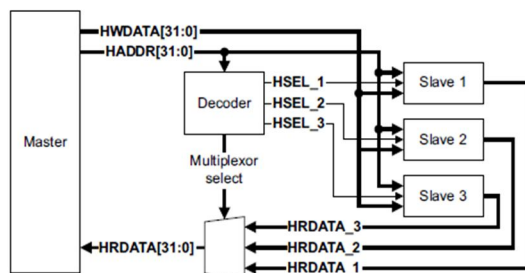 HWDATA[31:0]
HADDR[31:0]
Master
Decoder
HSEL_1
HSEL_2
HSEL_3
Slave 1
Slave 2
Slave 3
Multiplexor
select
HRDATA[31:0]
HRDATA_3
HRDATA_2
HRDATA_1